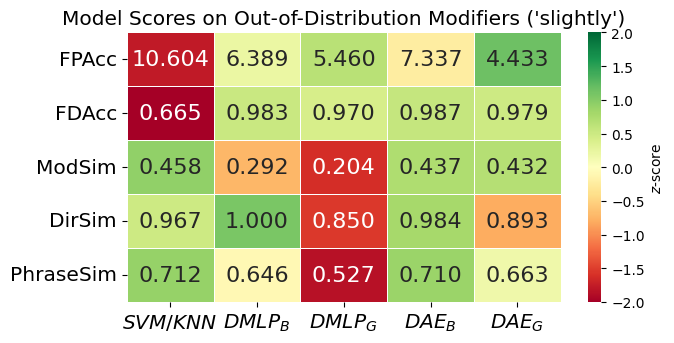 Model Scores on Out-of-Distribution Modifiers ('slightly')
FPAcc 10.604 6.389 5.460 7.337 4.433
FDAcc 0.665 0.983 0.970 0.987 0.979
ModSim 0.458 0.292 0.204 0.437 0.432
DirSim 0.967 1.000 0.850 0.984 0.893
PhraseSim 0.712 0.646 0.527 0.710 0.663
SVM/KNN DMLP_B DMLP_G DAE_B DAE_G
2.0
1.5
1.0
0.5
0.0
−0.5
−1.0
−1.5
−2.0
z-score